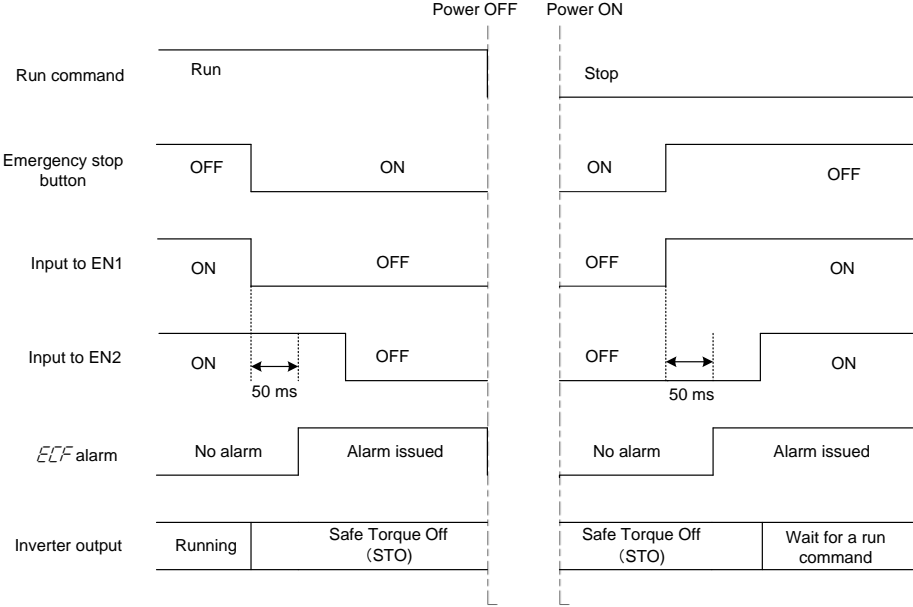 Power OFF Power ON
Run command Run Stop
Emergency stop
button
OFF ON ON OFF
Input to EN1 ON OFF OFF ON
Input to EN2 ON OFF OFF ON
50 ms 50 ms
ECF alarm No alarm Alarm issued No alarm Alarm issued
Inverter output Running Safe Torque Off
(STO)
Safe Torque Off
(STO)
Wait for a run
command